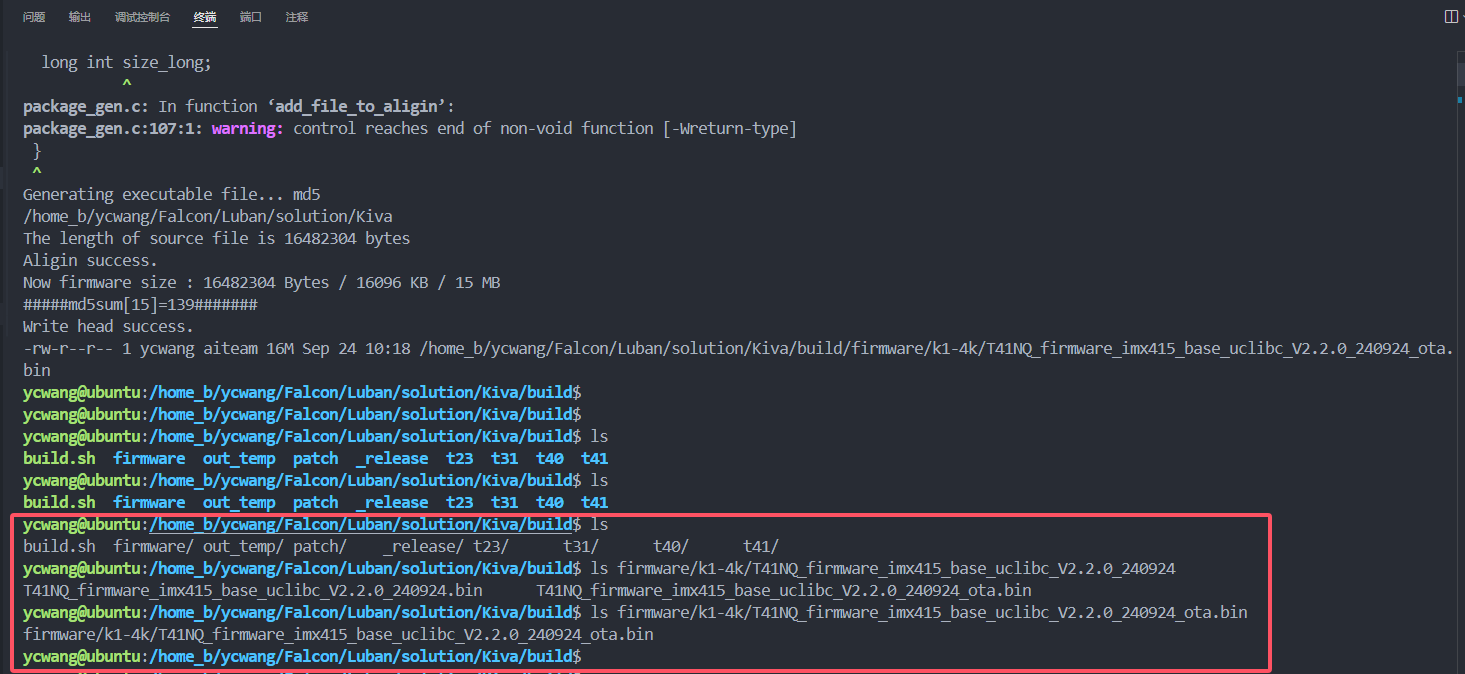 问题 输出 调试控制台 终端 端口 注释
long int size_long;
^
package_gen.c: In function ‘add_file_to_aligin’:
package_gen.c:107:1: warning: control reaches end of non-void function [-Wreturn-type]
}
^
Generating executable file... md5
/home_b/ycwang/Falcon/Luban/solution/Kiva
The length of source file is 16482304 bytes
Aligin success.
Now firmware size : 16482304 Bytes / 16096 KB / 15 MB
#####md5sum[15]=139#######
Write head success.
-rw-r--r-- 1 ycwang aiteam 16M Sep 24 10:18 /home_b/ycwang/Falcon/Luban/solution/Kiva/build/firmware/k1-4k/T41NQ_firmware_imx415_base_uclibc_V2.2.0_240924_ota.
bin
ycwang@ubuntu:/home_b/ycwang/Falcon/Luban/solution/Kiva/build$
ycwang@ubuntu:/home_b/ycwang/Falcon/Luban/solution/Kiva/build$
ycwang@ubuntu:/home_b/ycwang/Falcon/Luban/solution/Kiva/build$ ls
build.sh firmware out_temp patch _release t23 t31 t40 t41
ycwang@ubuntu:/home_b/ycwang/Falcon/Luban/solution/Kiva/build$ ls
build.sh firmware out_temp patch _release t23 t31 t40 t41
ycwang@ubuntu:/home_b/ycwang/Falcon/Luban/solution/Kiva/build$ ls
build.sh firmware/ out_temp/ patch/ _release/ t23/ t31/ t40/ t41/
ycwang@ubuntu:/home_b/ycwang/Falcon/Luban/solution/Kiva/build$ ls firmware/k1-4k/T41NQ_firmware_imx415_base_uclibc_V2.2.0_240924
T41NQ_firmware_imx415_base_uclibc_V2.2.0_240924.bin T41NQ_firmware_imx415_base_uclibc_V2.2.0_240924_ota.bin
ycwang@ubuntu:/home_b/ycwang/Falcon/Luban/solution/Kiva/build$ ls firmware/k1-4k/T41NQ_firmware_imx415_base_uclibc_V2.2.0_240924_ota.bin
firmware/k1-4k/T41NQ_firmware_imx415_base_uclibc_V2.2.0_240924_ota.bin
ycwang@ubuntu:/home_b/ycwang/Falcon/Luban/solution/Kiva/build$